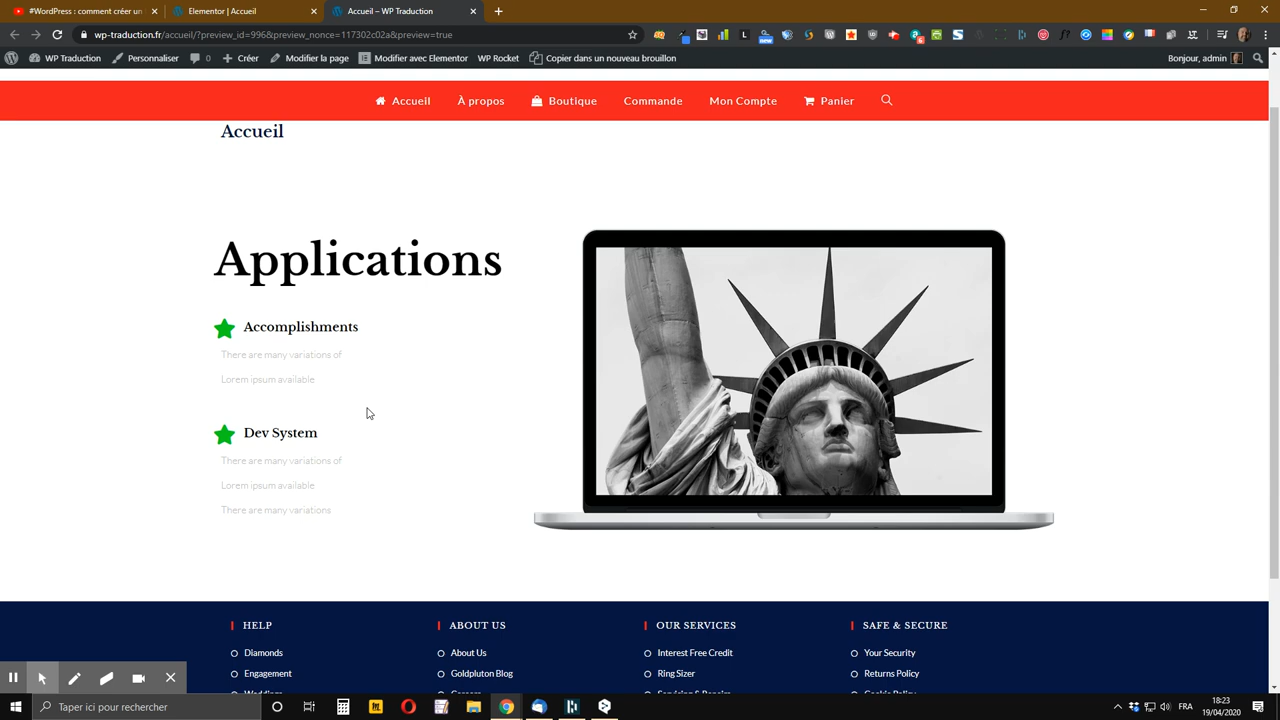 #WordPress : comment créer un
Elementor |
Accueil – WP Traduction
wp-traduction.fr/accueil/?preview_id=996&preview_nonce=117302c02a&preview=true
WP Traduction
Personnaliser
0
Créer
Modifier la page
Modifier avec Elementor
WP Rocket
Copier dans un nouveau brouillon
Bonjour, admin
Accueil
À propos
Boutique
Commande
Mon Compte
Panier
Accueil
Applications
Accomplishments
There are many variations of
Lorem ipsum available
Dev System
There are many variations of
Lorem ipsum available
There are many variations
HELP
ABOUT US
OUR SERVICES
SAFE & SECURE
Diamonds
About Us
Interest Free Credit
Your Security
Engagement
Goldpluton Blog
Ring Sizer
Returns Policy
Taper ici pour rechercher
FRA
18:23
19/04/2020